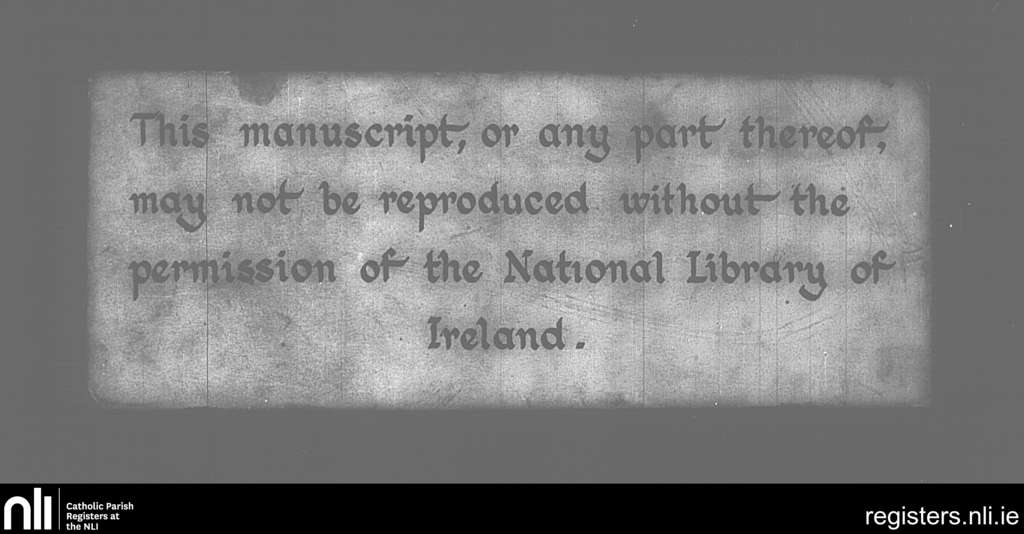 This manuscript, or any part thereof,
may not be reproduced without the
permission of the National Library of
Ireland.
nli
Catholic Parish
Registers at
the NLI
registers.nli.ie